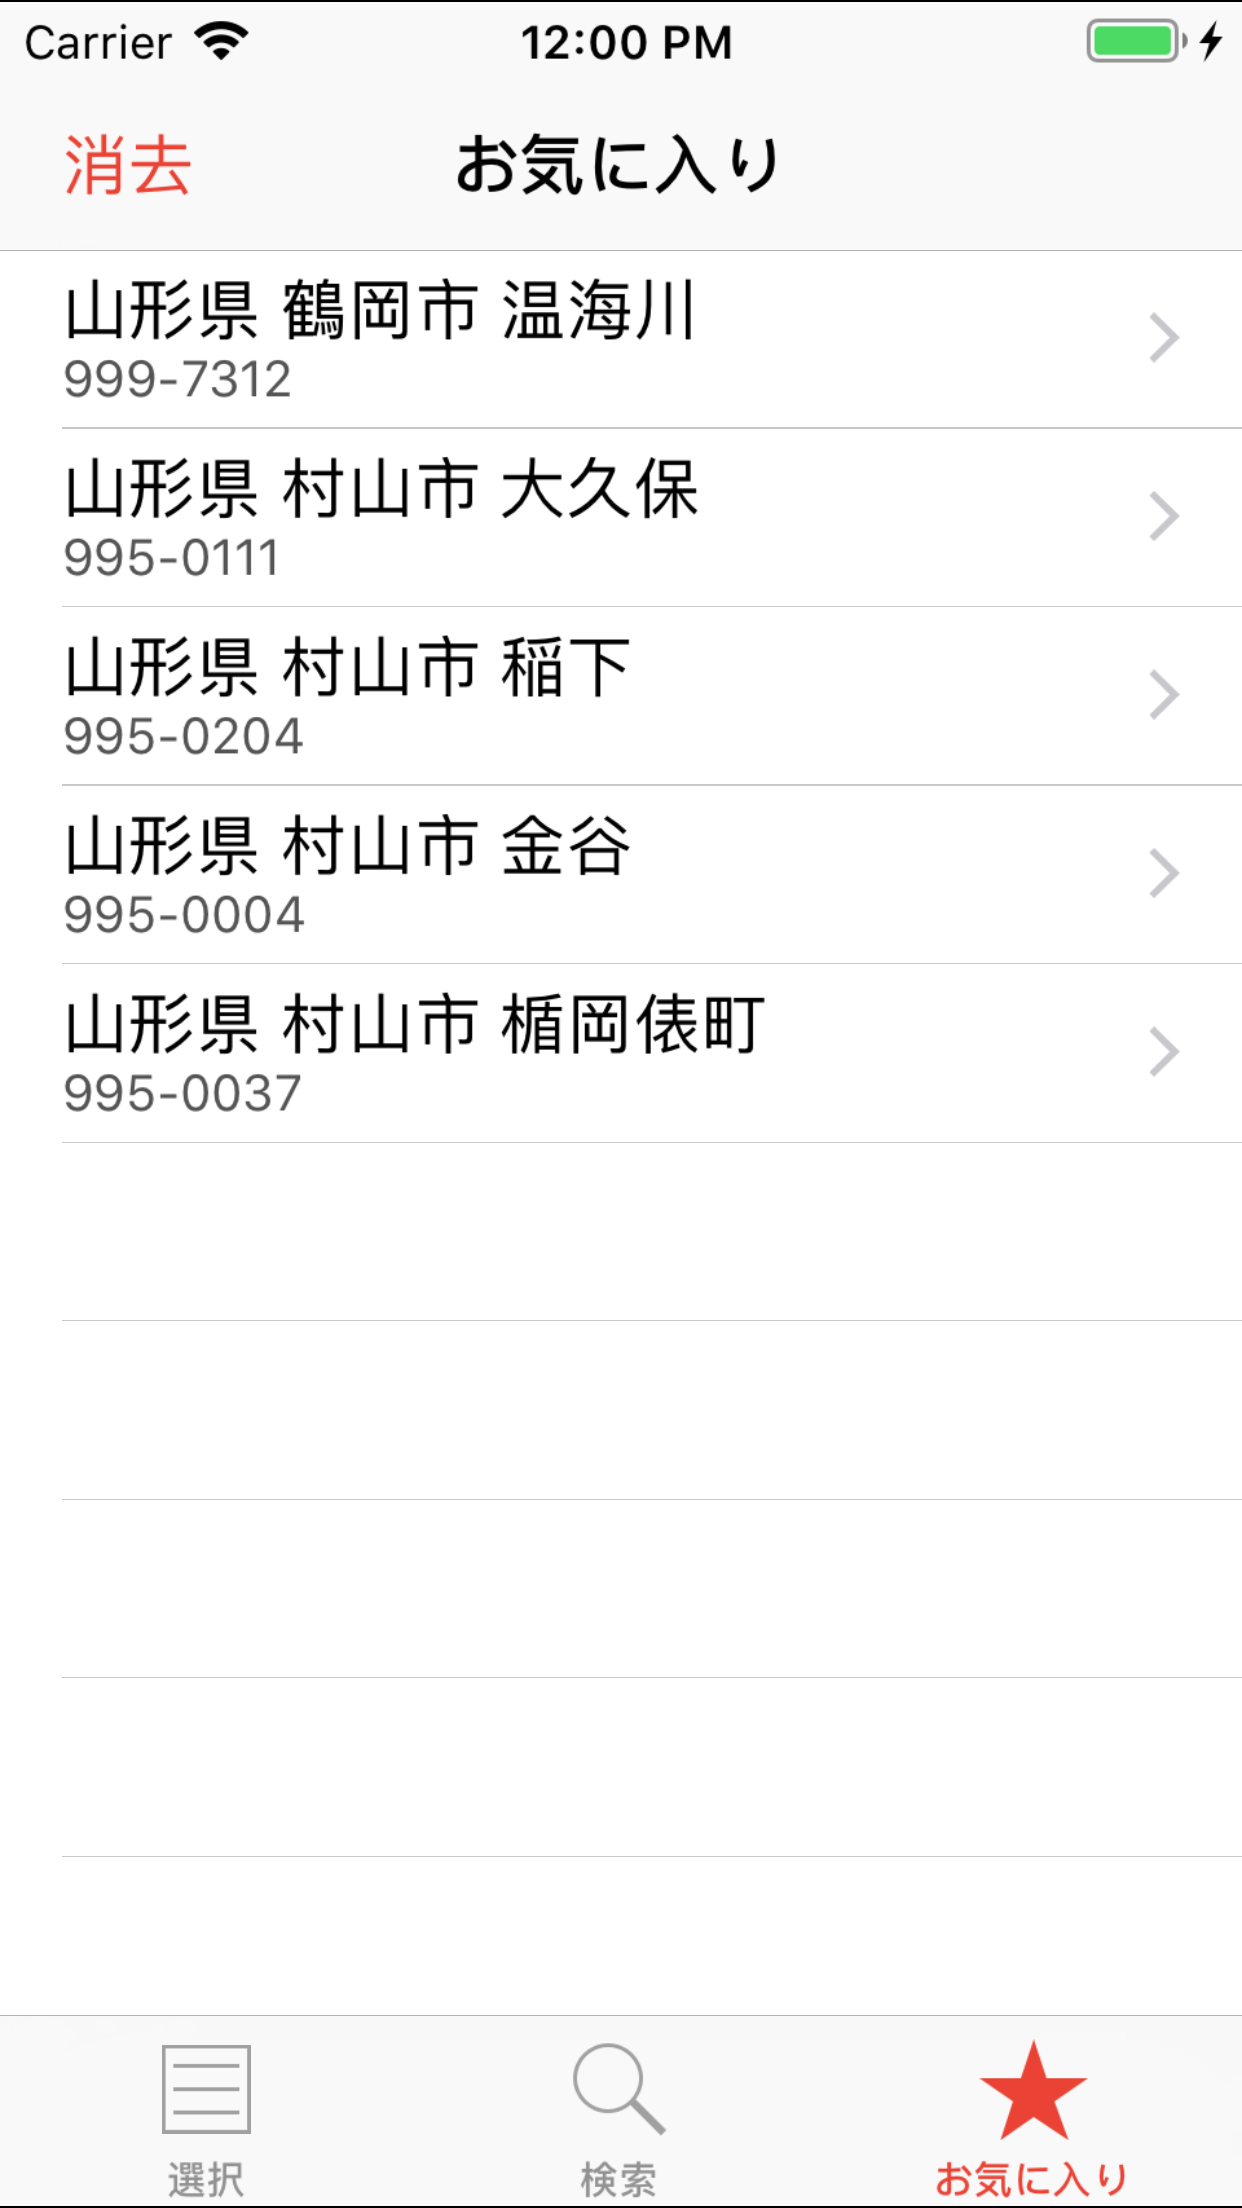 Carrier 12:00 PM
消去 お気に入り
山形県 鶴岡市 温海川
999-7312
山形県 村山市 大久保
995-0111
山形県 村山市 稲下
995-0204
山形県 村山市 金谷
995-0004
山形県 村山市 楯岡俵町
995-0037
選択 検索 お気に入り